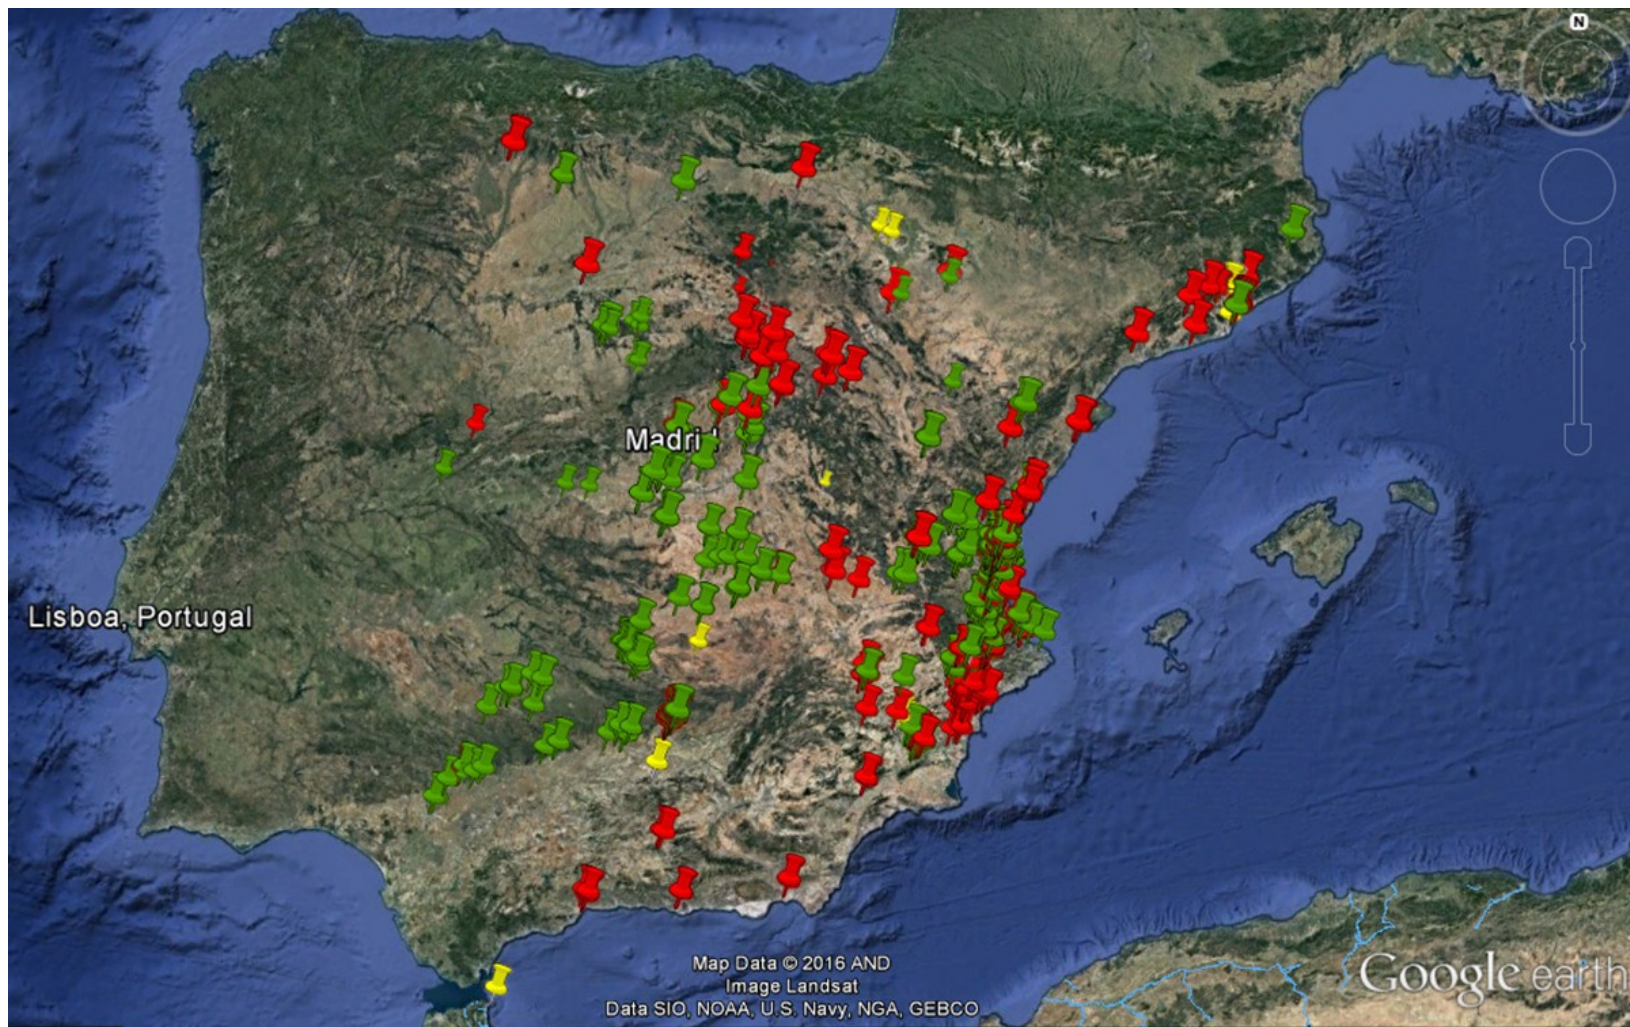 N
Madrid
Lisboa, Portugal
Map Data © 2016 AND
Image Landsat
Data SIO, NOAA, U.S. Navy, NGA, GEBCO
Google earth